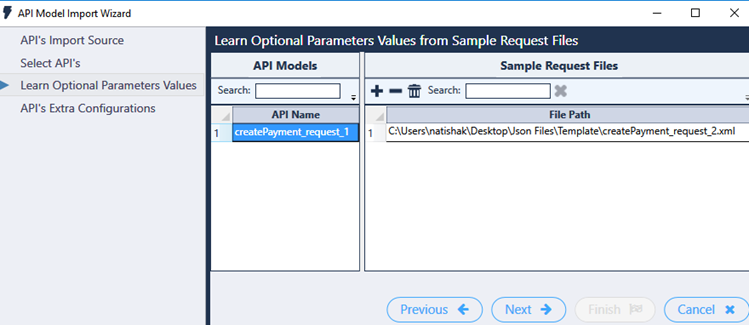 API Model Import Wizard
API's Import Source
Select API's
Learn Optional Parameters Values
API's Extra Configurations
Learn Optional Parameters Values from Sample Request Files
API Models
Search:
API Name
1 createPayment_request_1
Sample Request Files
Search:
File Path
1 C:\Users\natishak\Desktop\Json Files\Template\createPayment_request_2.xml
Previous
Next
Finish
Cancel